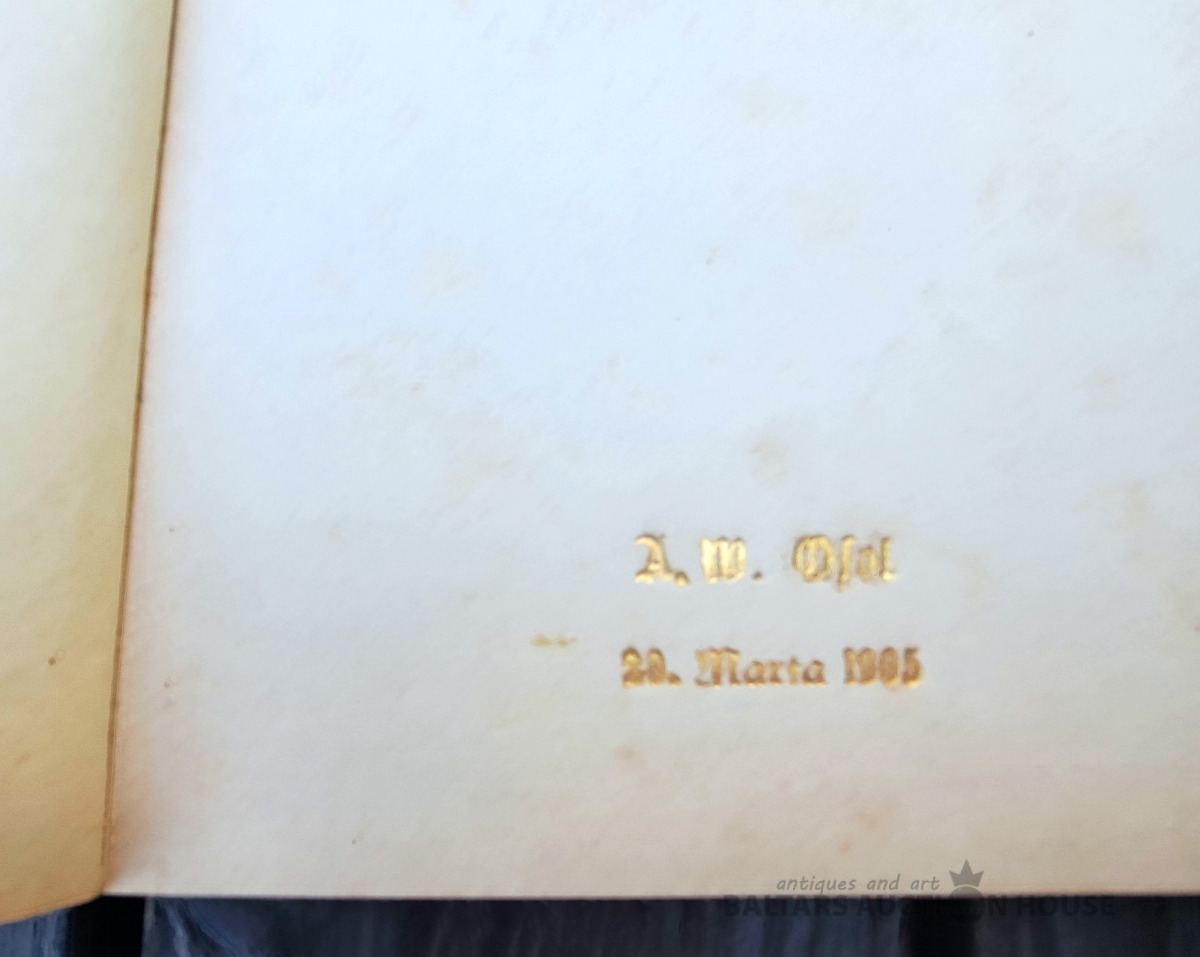 A. W. Osol
20. Marta 1905
antiques and art
BALTARS AUCTION HOUSE